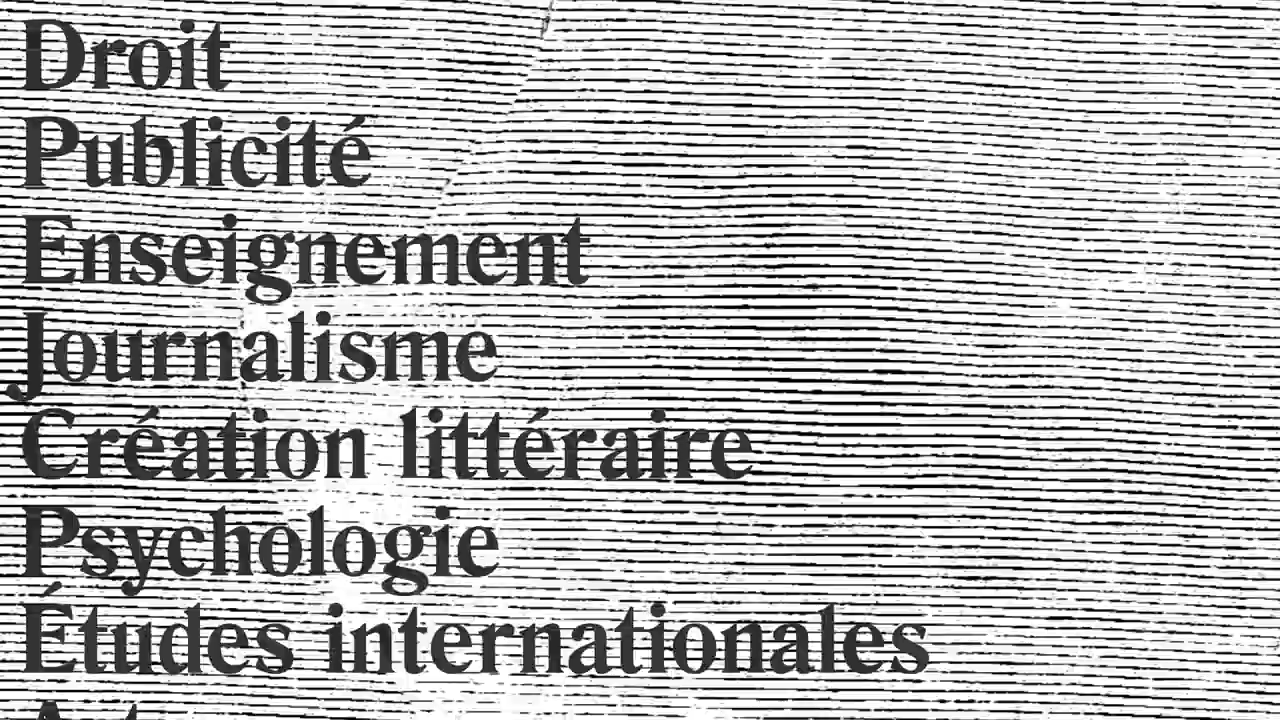 Droit
Publicité
Enseignement
Journalisme
Création littéraire
Psychologie
Études internationales